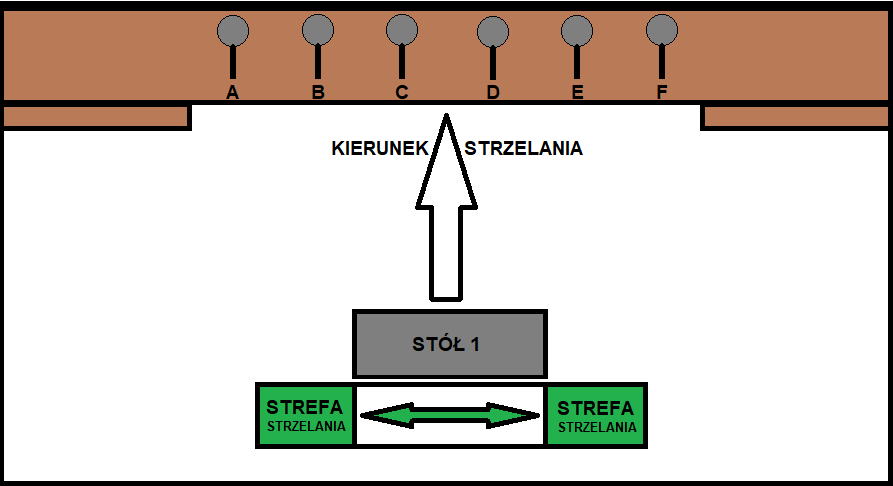 A B C D E F
KIERUNEK STRZELANIA
STÓŁ 1
STREFA STREFA
STRZELANIA STRZELANIA